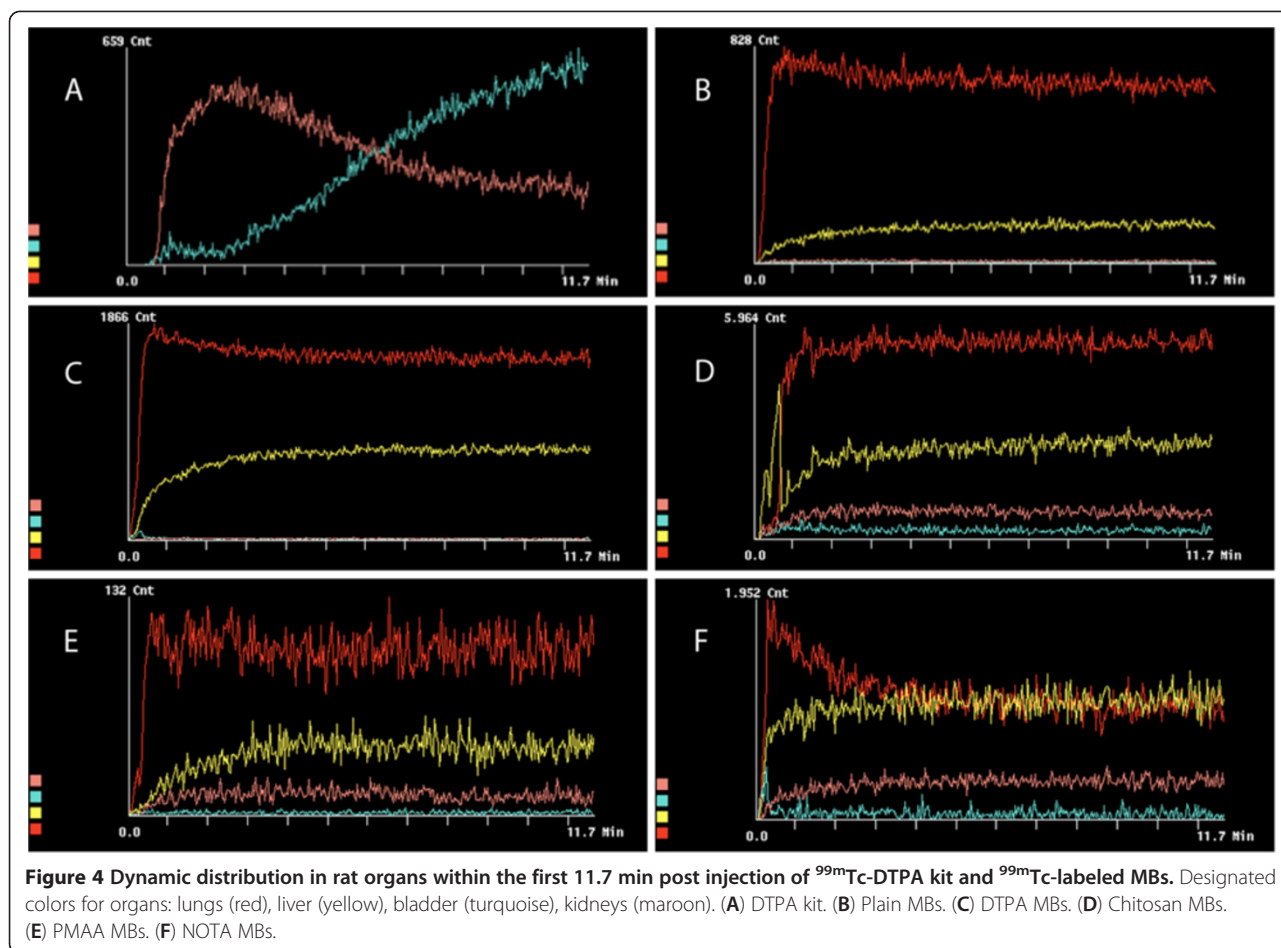 659 Cnt
A
0.0
11.7 Min
828 Cnt
B
0.0
11.7 Min
1866 Cnt
C
0.0
11.7 Min
5.964 Cnt
D
0.0
11.7 Min
132 Cnt
E
0.0
11.7 Min
1.952 Cnt
F
0.0
11.7 Min
Figure 4 Dynamic distribution in rat organs within the first 11.7 min post injection of ⁹⁹ᵐTc-DTPA kit and ⁹⁹ᵐTc-labeled MBs. Designated
colors for organs: lungs (red), liver (yellow), bladder (turquoise), kidneys (maroon). (A) DTPA kit. (B) Plain MBs. (C) DTPA MBs. (D) Chitosan MBs.
(E) PMAA MBs. (F) NOTA MBs.